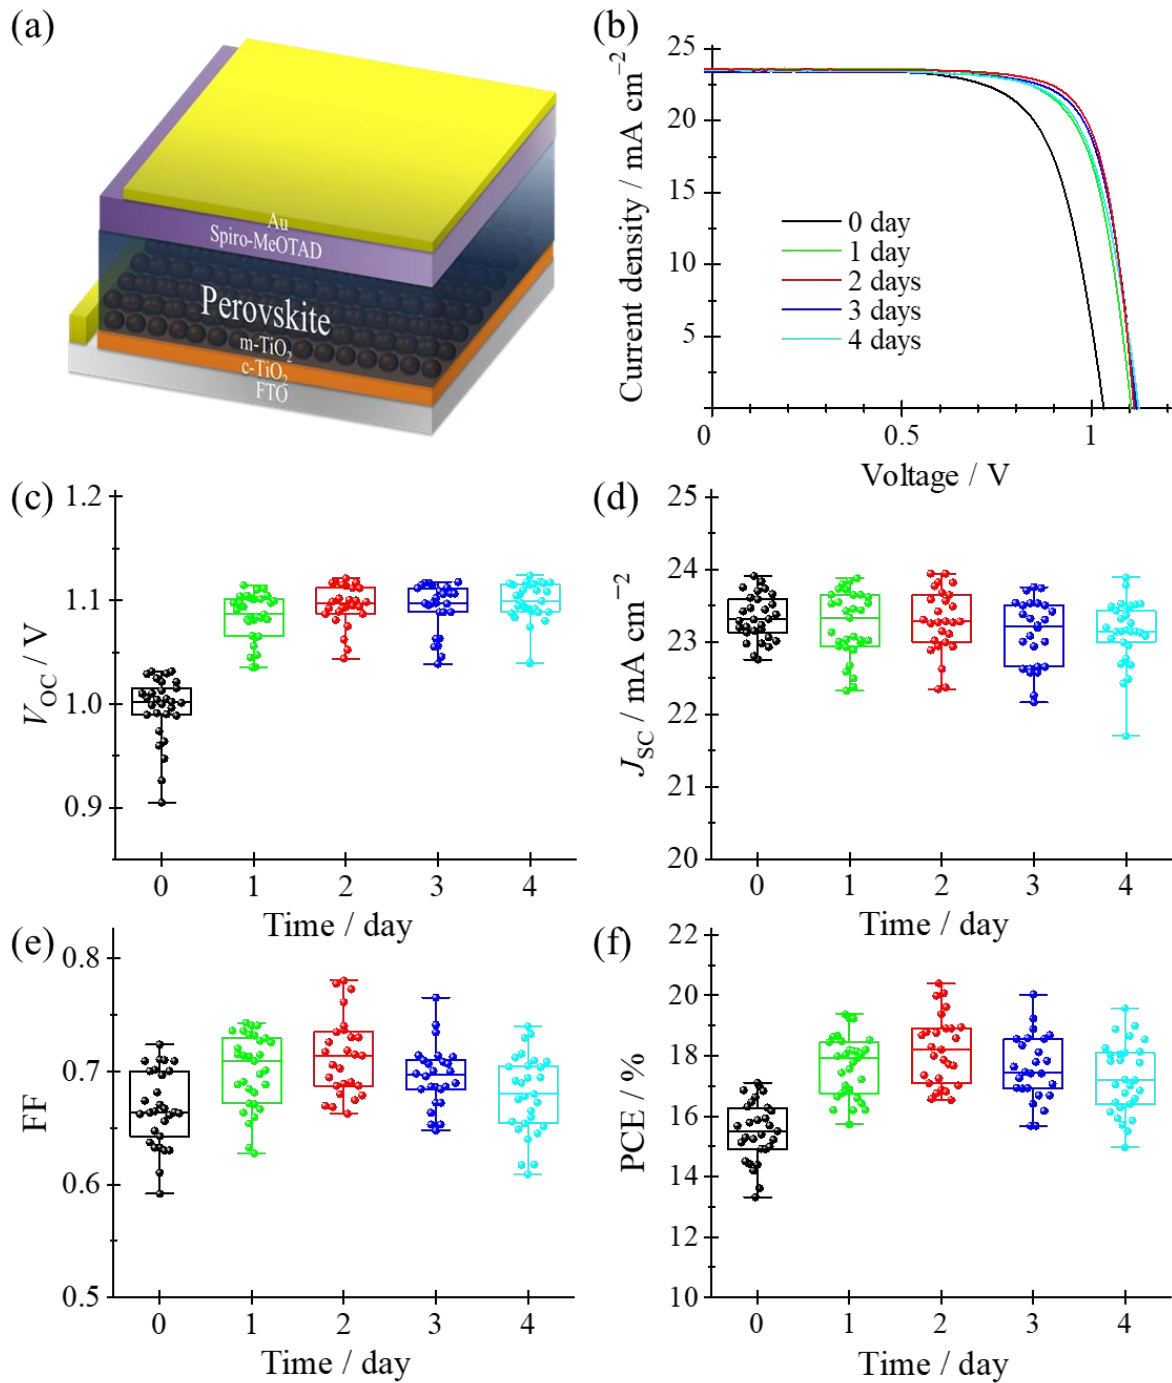 (a)
Au
Spiro-MeOTAD
Perovskite
m-TiO₂
c-TiO₂
FTO
(b)
25
20
15
10
5
0 0.5 1
Current density / mA cm⁻²
Voltage / V
0 day
1 day
2 days
3 days
4 days
(c)
1.2
1.1
1.0
0.9
V_OC / V
0 1 2 3 4
Time / day
(d)
25
24
23
22
21
20
J_SC / mA cm⁻²
0 1 2 3 4
Time / day
(e)
0.8
0.7
0.6
0.5
FF
0 1 2 3 4
Time / day
(f)
22
20
18
16
14
12
10
PCE / %
0 1 2 3 4
Time / day